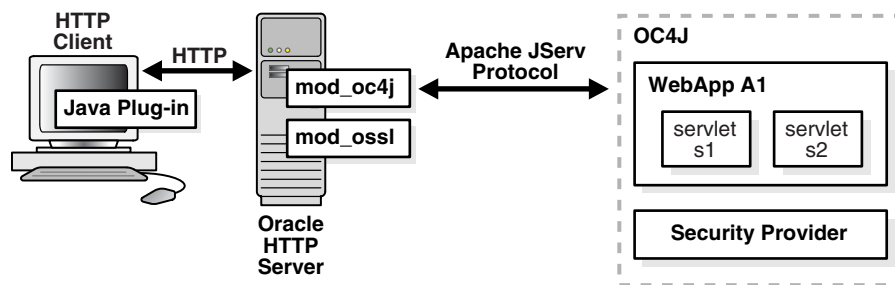 HTTP
Client
Java Plug-in
HTTP
mod_oc4j
mod_ossl
Oracle
HTTP
Server
Apache JServ
Protocol
OC4J
WebApp A1
servlet
s1
servlet
s2
Security Provider